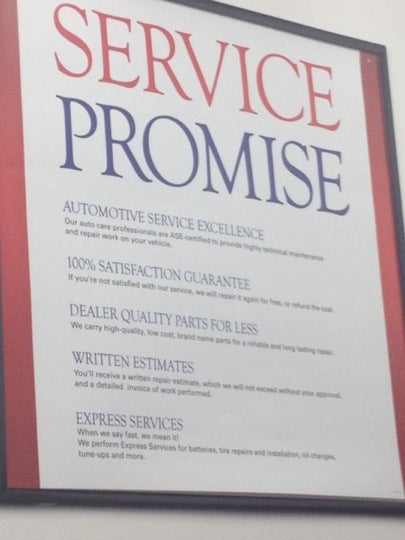 SERVICE
PROMISE
AUTOMOTIVE SERVICE EXCELLENCE
Our auto care professionals are ASE-certified to provide highly technical maintenance
and repair work on your vehicle.
100% SATISFACTION GUARANTEE
If you're not satisfied with our service, we will repair it again for free, or refund the cost.
DEALER QUALITY PARTS FOR LESS
We carry high-quality, low cost, brand name parts for a reliable and long lasting repair.
WRITTEN ESTIMATES
You'll receive a written repair estimate, which we will not exceed without your approval,
and a detailed invoice of work performed.
EXPRESS SERVICES
When we say fast, we mean it!
We perform Express Services for batteries, tire repairs and installation, oil changes,
tune-ups and more.